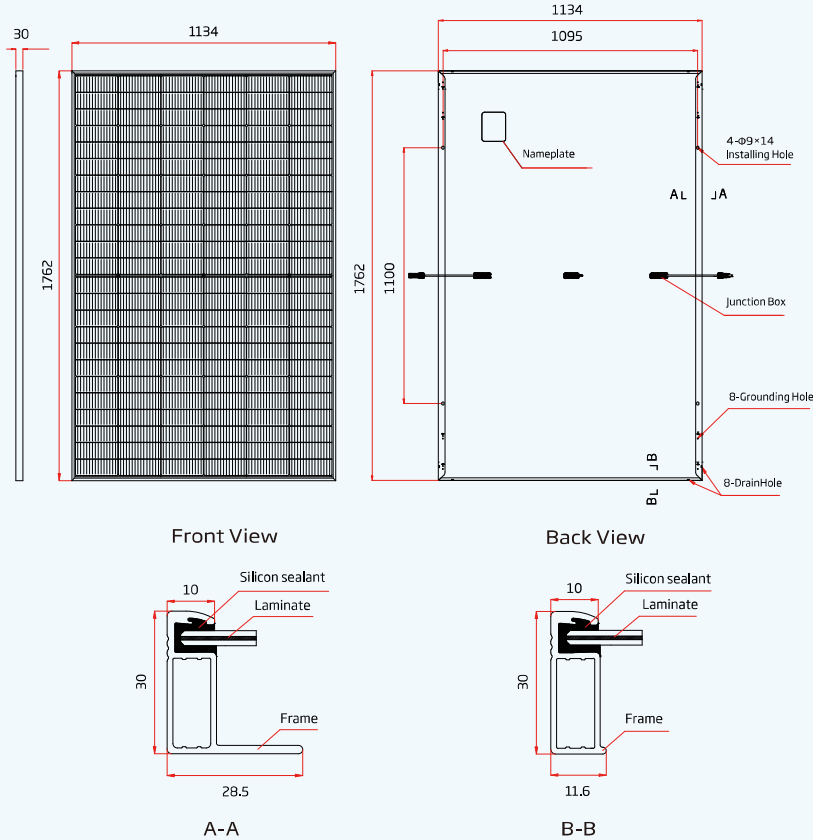 30
1134
1762
Front View
1134
1095
1762
1100
Nameplate
4-Φ9×14
Installing Hole
A
A
Junction Box
8-Grounding Hole
B
B
8-DrainHole
Back View
10
Silicon sealant
Laminate
30
Frame
28.5
A-A
10
Silicon sealant
Laminate
30
Frame
11.6
B-B